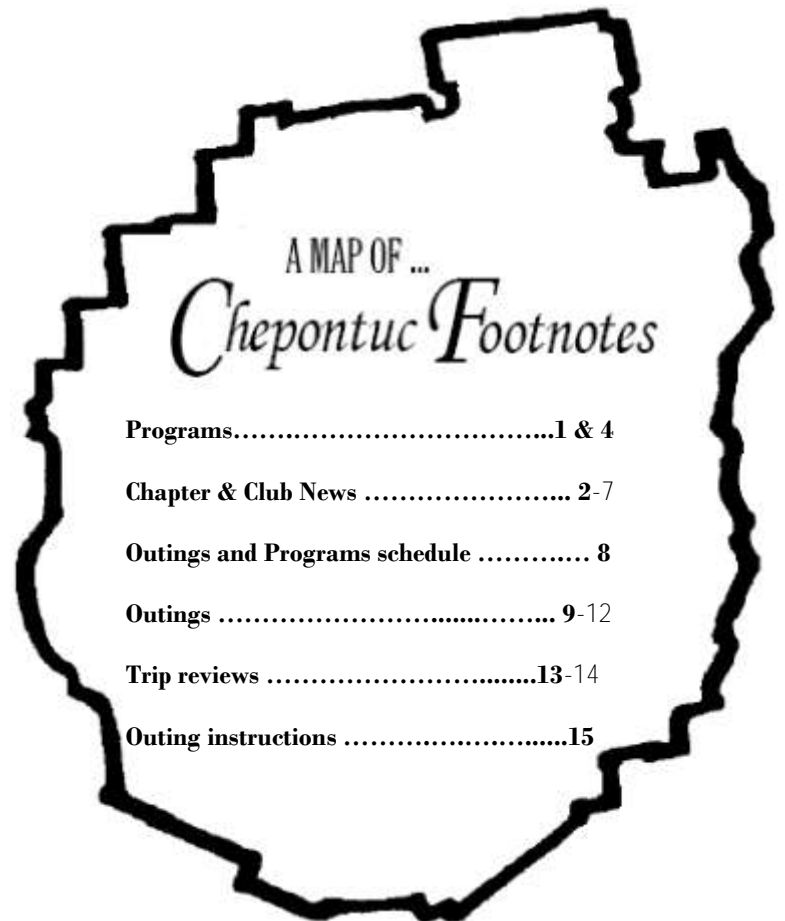 A MAP OF ...
Chepontuc Footnotes
Programs…….…………………………...1 & 4
Chapter & Club News …………………... 2-7
Outings and Programs schedule ……….… 8
Outings …………………….......……... 9-12
Trip reviews ……………………........13-14
Outing instructions ……….….……......15